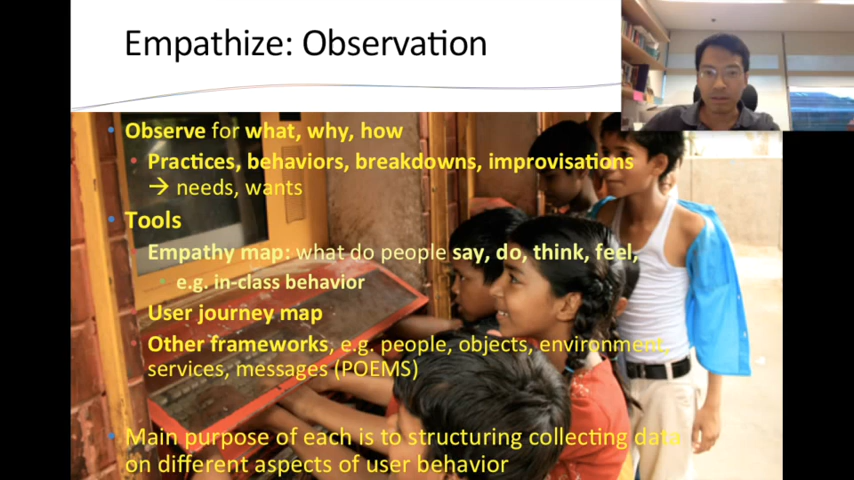 Empathize: Observation
Observe for what, why, how
Practices, behaviors, breakdowns, improvisations
→ needs, wants
Tools
Empathy map: what do people say, do, think, feel,
e.g. in-class behavior
User journey map
Other frameworks, e.g. people, objects, environment,
services, messages (POEMS)
Main purpose of each is to structuring collecting data
on different aspects of user behavior